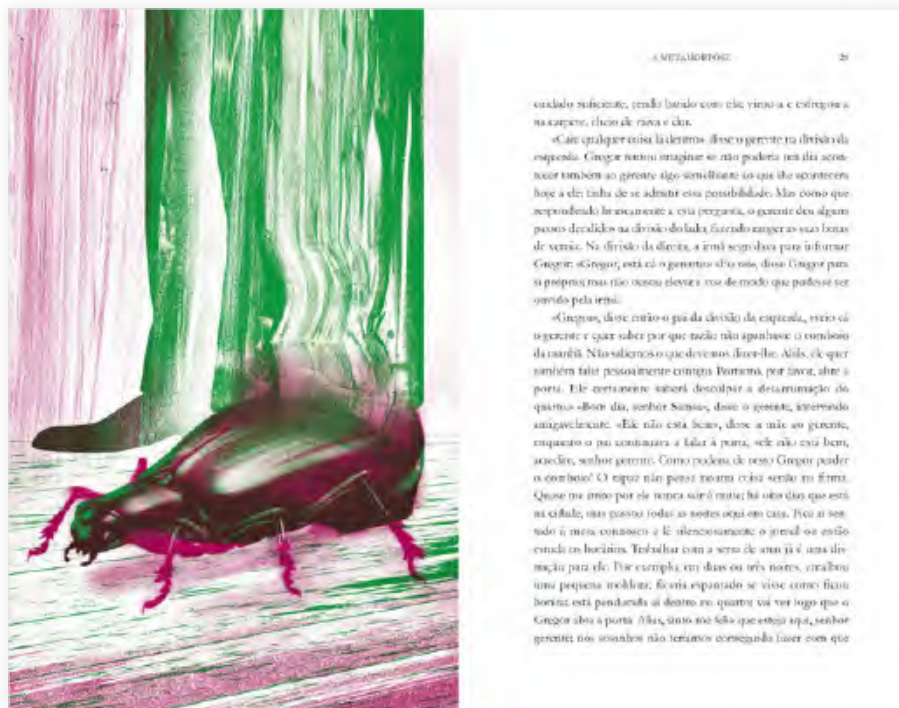 A METAMORFOSE 29
cuidado suficiente, tendo batido com ela; virou-a e esfregou-a
na carpete, cheio de raiva e dor.
«Caiu qualquer coisa lá dentro», disse o gerente na divisão da
esquerda. Gregor tentou imaginar se não poderia um dia acon-
tecer também ao gerente algo semelhante ao que lhe acontecera
hoje a ele; tinha de se admitir essa possibilidade. Mas como que
respondendo bruscamente a esta pergunta, o gerente deu alguns
passos decididos na divisão do lado, fazendo ranger as suas botas
de verniz. Na divisão da direita, a irmã segredava para informar
Gregor: «Gregor, está cá o gerente.» «Eu sei», disse Gregor para
si próprio; mas não ousou elevar a voz de modo que pudesse ser
ouvido pela irmã.
«Gregor», disse então o pai da divisão da esquerda, «veio cá
o gerente e quer saber por que razão não apanhaste o comboio
da manhã. Não sabemos o que devemos dizer-lhe. Aliás, ele quer
também falar pessoalmente contigo. Portanto, por favor, abre a
porta. Ele certamente saberá desculpar a desarrumação do
quarto.» «Bom dia, senhor Samsa», disse o gerente, intervindo
amigavelmente. «Ele não está bem», disse a mãe ao gerente,
enquanto o pai continuava a falar à porta, «ele não está bem,
acredite, senhor gerente. Como poderia de resto Gregor perder
o comboio! O rapaz não pensa noutra coisa senão na firma.
Quase me irrito por ele nunca sair à noite; há oito dias que está
na cidade, mas passou todas as noites aqui em casa. Fica aí sen-
tado à mesa connosco e lê silenciosamente o jornal ou então
estuda os horários. Trabalhar com a serra de arco já é uma dis-
tração para ele. Por exemplo, em duas ou três noites, entalhou
uma pequena moldura; ficaria espantado se visse como ficou
bonita; está pendurada aí dentro no quarto; vai ver logo que o
Gregor abra a porta. Aliás, sinto-me feliz que esteja aqui, senhor
gerente; nós sozinhos não teríamos conseguido fazer com que